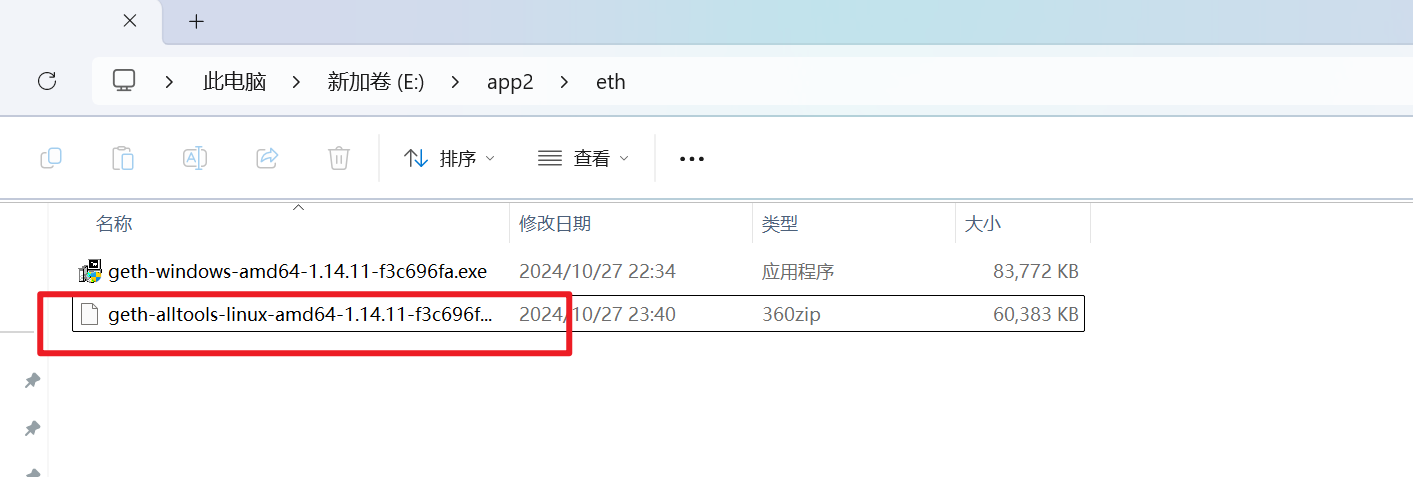 此电脑 > 新加卷 (E:) > app2 > eth
排序 查看
名称 修改日期 类型 大小
geth-windows-amd64-1.14.11-f3c696fa.exe 2024/10/27 22:34 应用程序 83,772 KB
geth-alltools-linux-amd64-1.14.11-f3c696f... 2024/10/27 23:40 360zip 60,383 KB